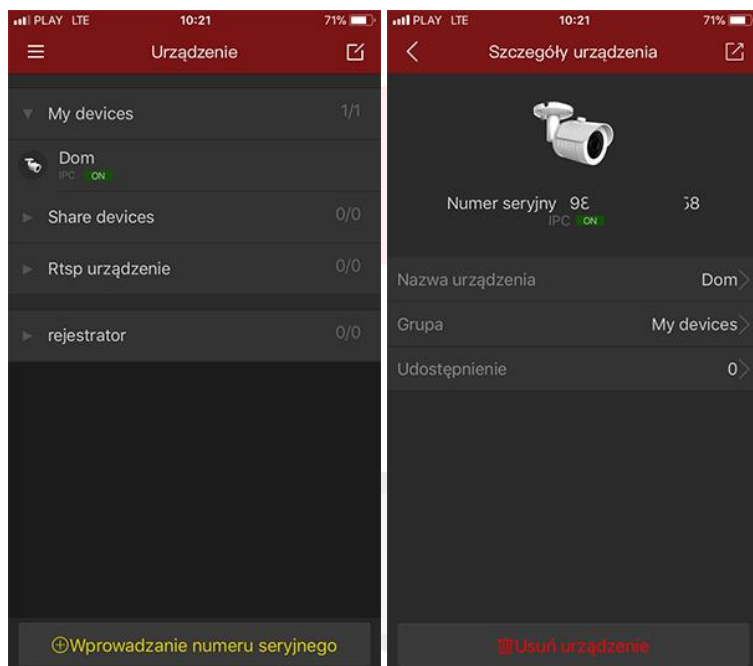 PLAY LTE 10:21 71%
Urządzenie
My devices 1/1
Dom
IPC ON
Share devices 0/0
Rtsp urządzenie 0/0
rejestrator 0/0
Wprowadzanie numeru seryjnego
PLAY LTE 10:21 71%
Szczegóły urządzenia
Numer seryjny 98 58
IPC ON
Nazwa urządzenia Dom
Grupa My devices
Udostępnienie 0
Usuń urządzenie